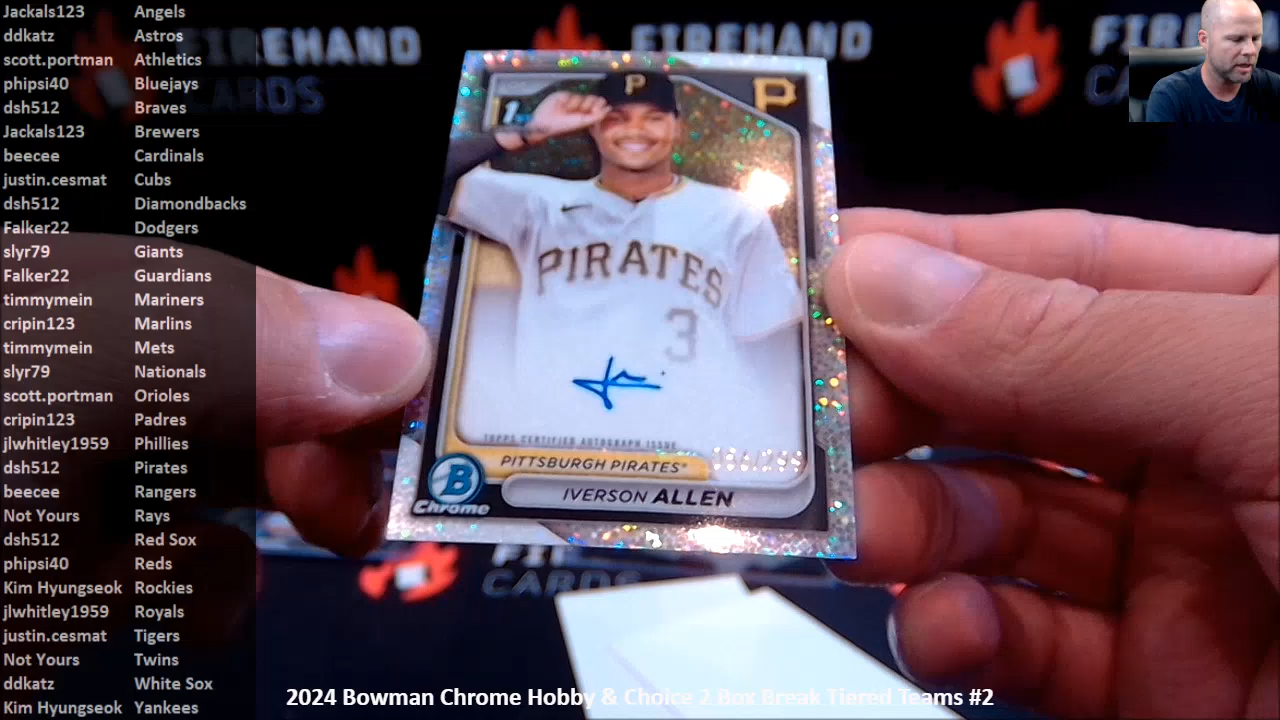 Jackals123 Angels
ddkatz Astros
scott.portman Athletics
phipsi40 Bluejays
dsh512 Braves
Jackals123 Brewers
beecee Cardinals
justin.cesmat Cubs
dsh512 Diamondbacks
Falker22 Dodgers
slyr79 Giants
Falker22 Guardians
timmymein Mariners
cripin123 Marlins
timmymein Mets
slyr79 Nationals
scott.portman Orioles
cripin123 Padres
jlwhitley1959 Phillies
dsh512 Pirates
beecee Rangers
Not Yours Rays
dsh512 Red Sox
phipsi40 Reds
Kim Hyungseok Rockies
jlwhitley1959 Royals
justin.cesmat Tigers
Not Yours Twins
ddkatz White Sox
Kim Hyungseok Yankees
FIREHAND
CARDS
FIREHAND
P
P
1st
PIRATES
3
TOPPS CERTIFIED AUTOGRAPH ISSUE
PITTSBURGH PIRATES
IVERSON ALLEN
B
Chrome
CARDS
2024 Bowman Chrome Hobby & Choice 2 Box Break Tiered Teams #2